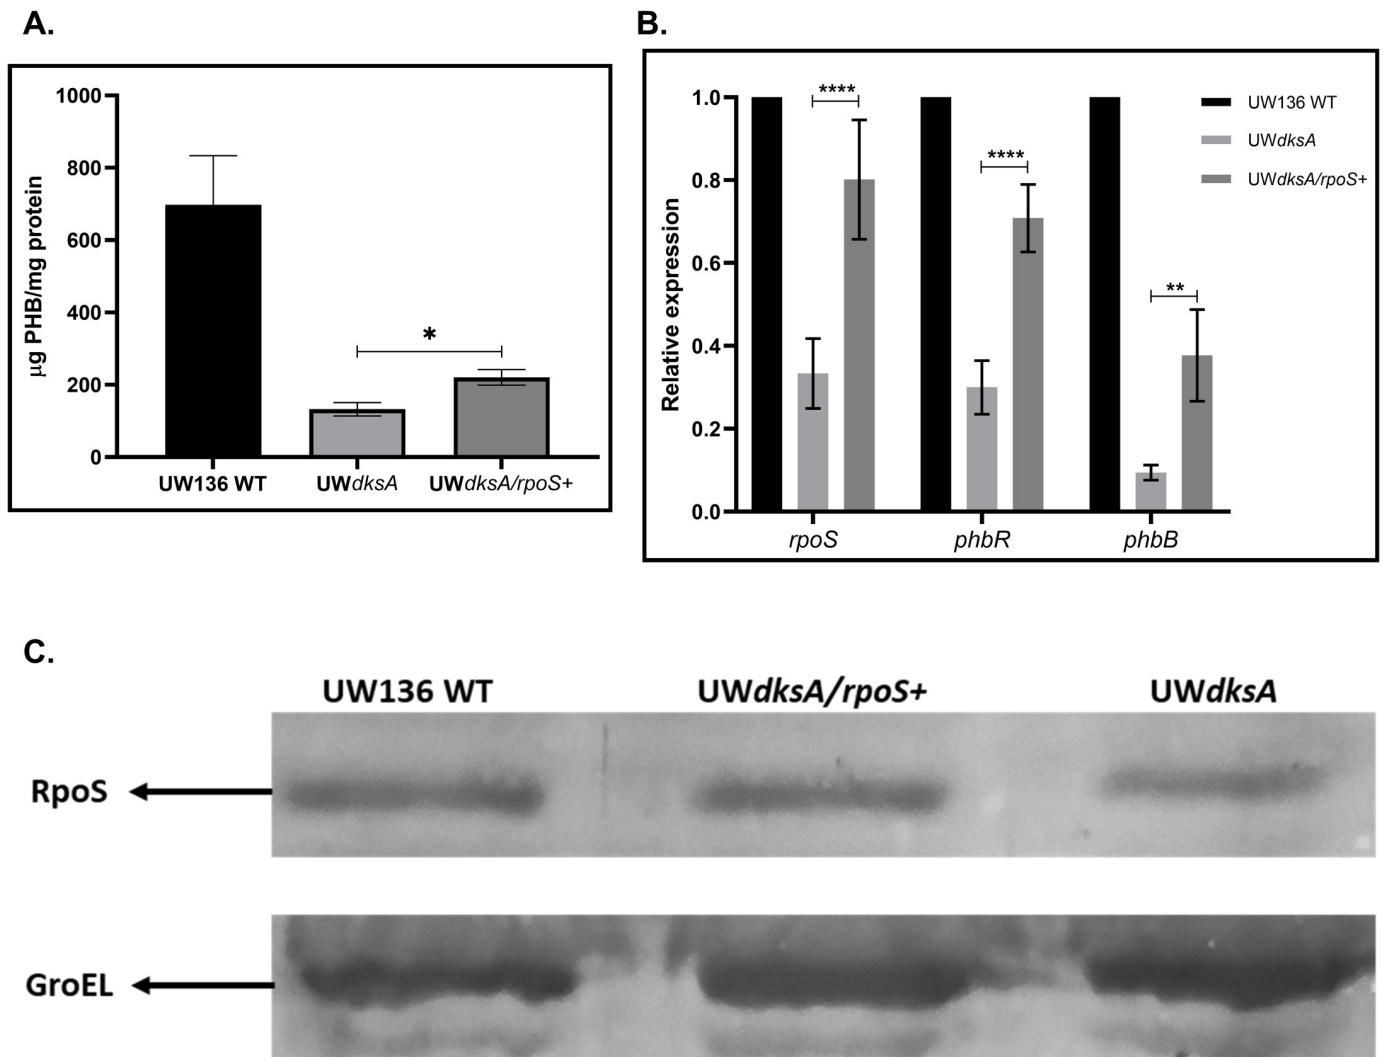 A.
1000
800
600
400
200
0
µg PHB/mg protein
*
UW136 WT UWdksA UWdksA/rpoS+
B.
1.0
0.8
0.6
0.4
0.2
0.0
Relative expression
****
****
**
rpoS phbR phbB
UW136 WT
UWdksA
UWdksA/rpoS+
C.
UW136 WT UWdksA/rpoS+ UWdksA
RpoS
GroEL